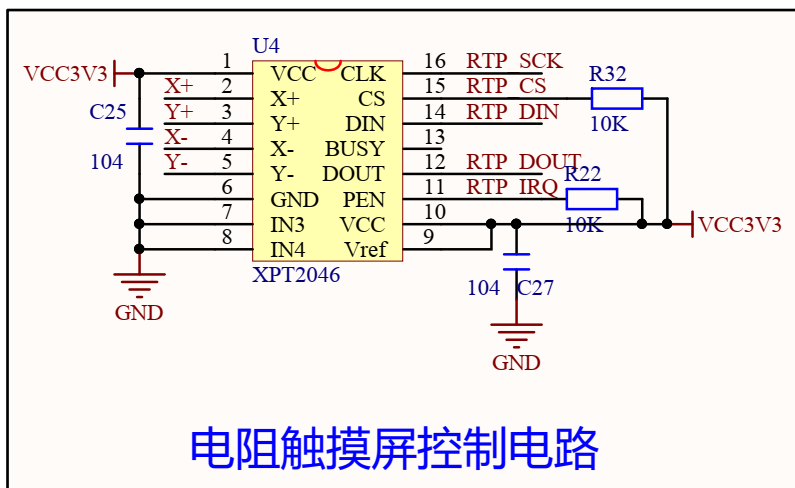 U4
VCC3V3
1 VCC CLK 16 RTP_SCK
X+ 2 X+ CS 15 RTP_CS R32
10K
C25
104
Y+ 3 Y+ DIN 14 RTP_DIN
X- 4 X- BUSY 13
Y- 5 Y- DOUT 12 RTP_DOUT
6 GND PEN 11 RTP_IRQ R22
10K
7 IN3 VCC 10 VCC3V3
8 IN4 Vref 9
XPT2046
104 C27
GND
GND
电阻触摸屏控制电路